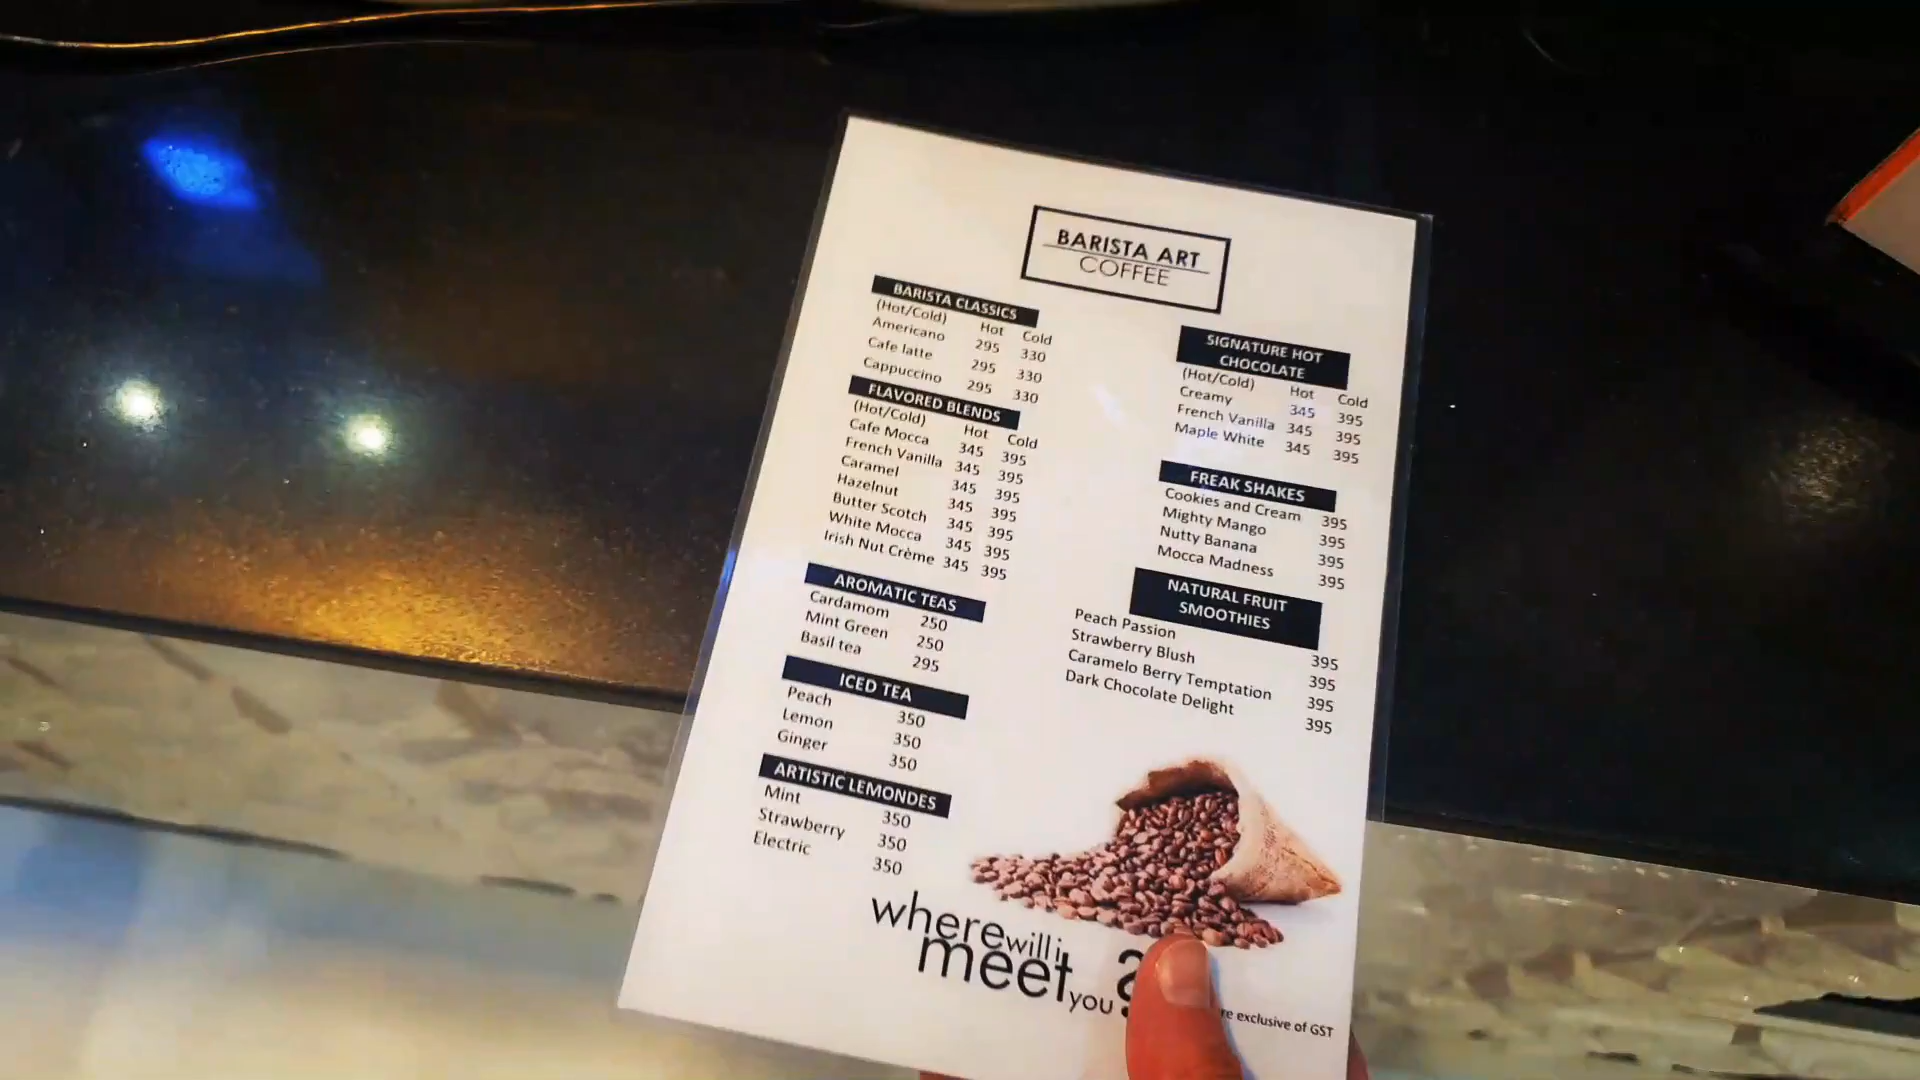 BARISTA ART
COFFEE
BARISTA CLASSICS
(Hot/Cold) Hot Cold
Americano 295 330
Cafe latte 295 330
Cappuccino 295 330
FLAVORED BLENDS
(Hot/Cold) Hot Cold
Cafe Mocca 345 395
French Vanilla 345 395
Caramel 345 395
Hazelnut 345 395
Butter Scotch 345 395
White Mocca 345 395
Irish Nut Crème 345 395
AROMATIC TEAS
Cardamom 250
Mint Green 250
Basil tea 295
ICED TEA
Peach 350
Lemon 350
Ginger 350
ARTISTIC LEMONDES
Mint 350
Strawberry 350
Electric 350
SIGNATURE HOT
CHOCOLATE
(Hot/Cold) Hot Cold
Creamy 345 395
French Vanilla 345 395
Maple White 345 395
FREAK SHAKES
Cookies and Cream 395
Mighty Mango 395
Nutty Banana 395
Mocca Madness 395
NATURAL FRUIT
SMOOTHIES
Peach Passion 395
Strawberry Blush 395
Caramelo Berry Temptation 395
Dark Chocolate Delight 395
where will it
meet you ?
exclusive of GST